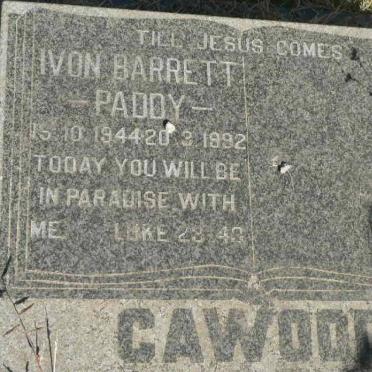 TILL JESUS COMES
IVON BARRETT
— PADDY —
15·10·1944 20·3·1992
TODAY YOU WILL BE
IN PARADISE WITH
ME LUKE 23:43
CAWOOD